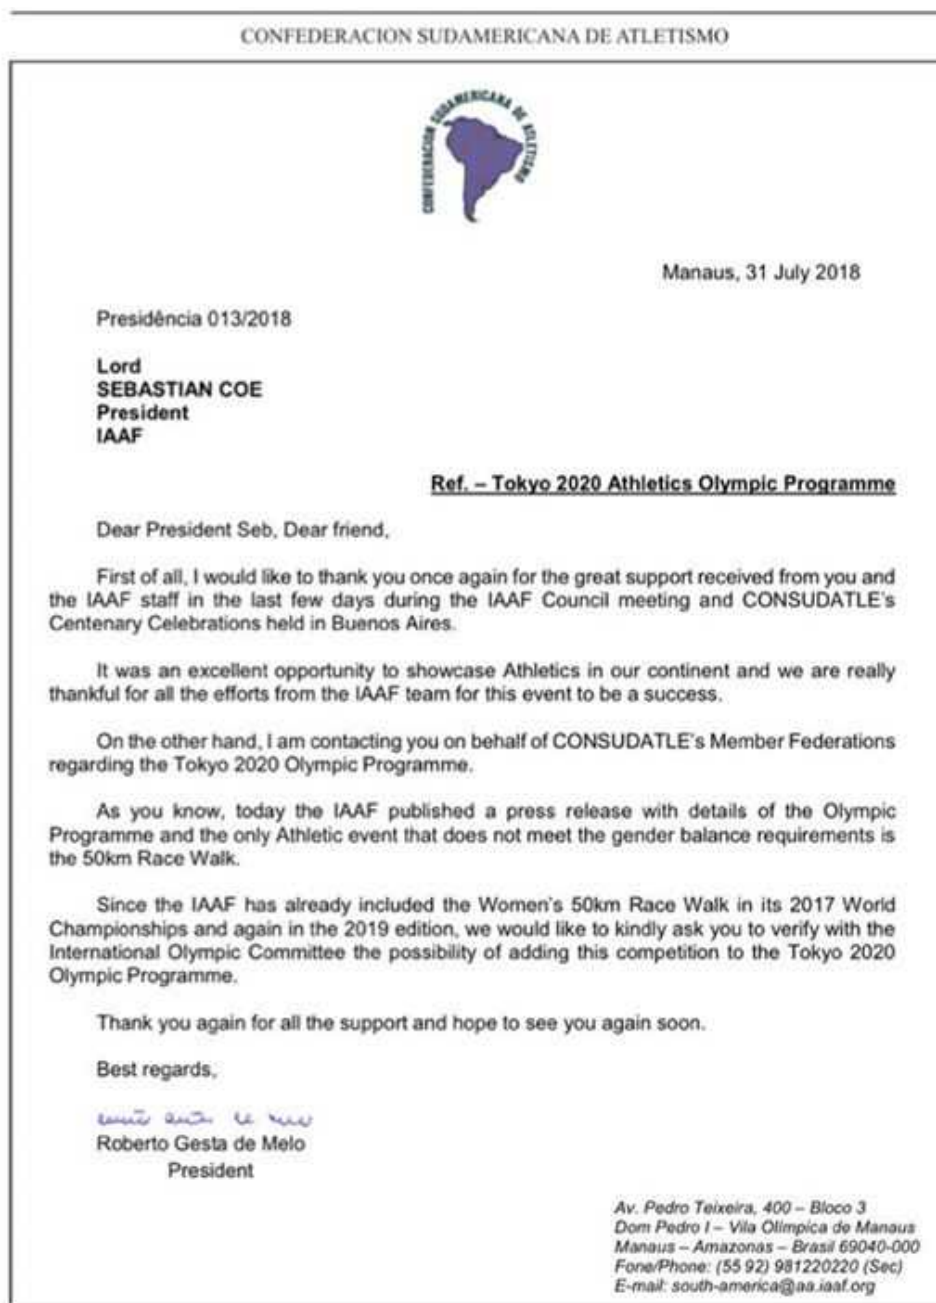 CONFEDERACION SUDAMERICANA DE ATLETISMO
CONFEDERACION SUDAMERICANA DE ATLETISMO
Manaus, 31 July 2018
Presidência 013/2018
Lord
SEBASTIAN COE
President
IAAF
Ref. – Tokyo 2020 Athletics Olympic Programme
Dear President Seb, Dear friend,
First of all, I would like to thank you once again for the great support received from you and
the IAAF staff in the last few days during the IAAF Council meeting and CONSUDATLE's
Centenary Celebrations held in Buenos Aires.
It was an excellent opportunity to showcase Athletics in our continent and we are really
thankful for all the efforts from the IAAF team for this event to be a success.
On the other hand, I am contacting you on behalf of CONSUDATLE's Member Federations
regarding the Tokyo 2020 Olympic Programme.
As you know, today the IAAF published a press release with details of the Olympic
Programme and the only Athletic event that does not meet the gender balance requirements is
the 50km Race Walk.
Since the IAAF has already included the Women's 50km Race Walk in its 2017 World
Championships and again in the 2019 edition, we would like to kindly ask you to verify with the
International Olympic Committee the possibility of adding this competition to the Tokyo 2020
Olympic Programme.
Thank you again for all the support and hope to see you again soon.
Best regards,
Roberto Gesta de Melo
President
Av. Pedro Teixeira, 400 – Bloco 3
Dom Pedro I – Vila Olímpica de Manaus
Manaus – Amazonas – Brasil 69040-000
Fone/Phone: (55 92) 981220220 (Sec)
E-mail: south-america@aa.iaaf.org